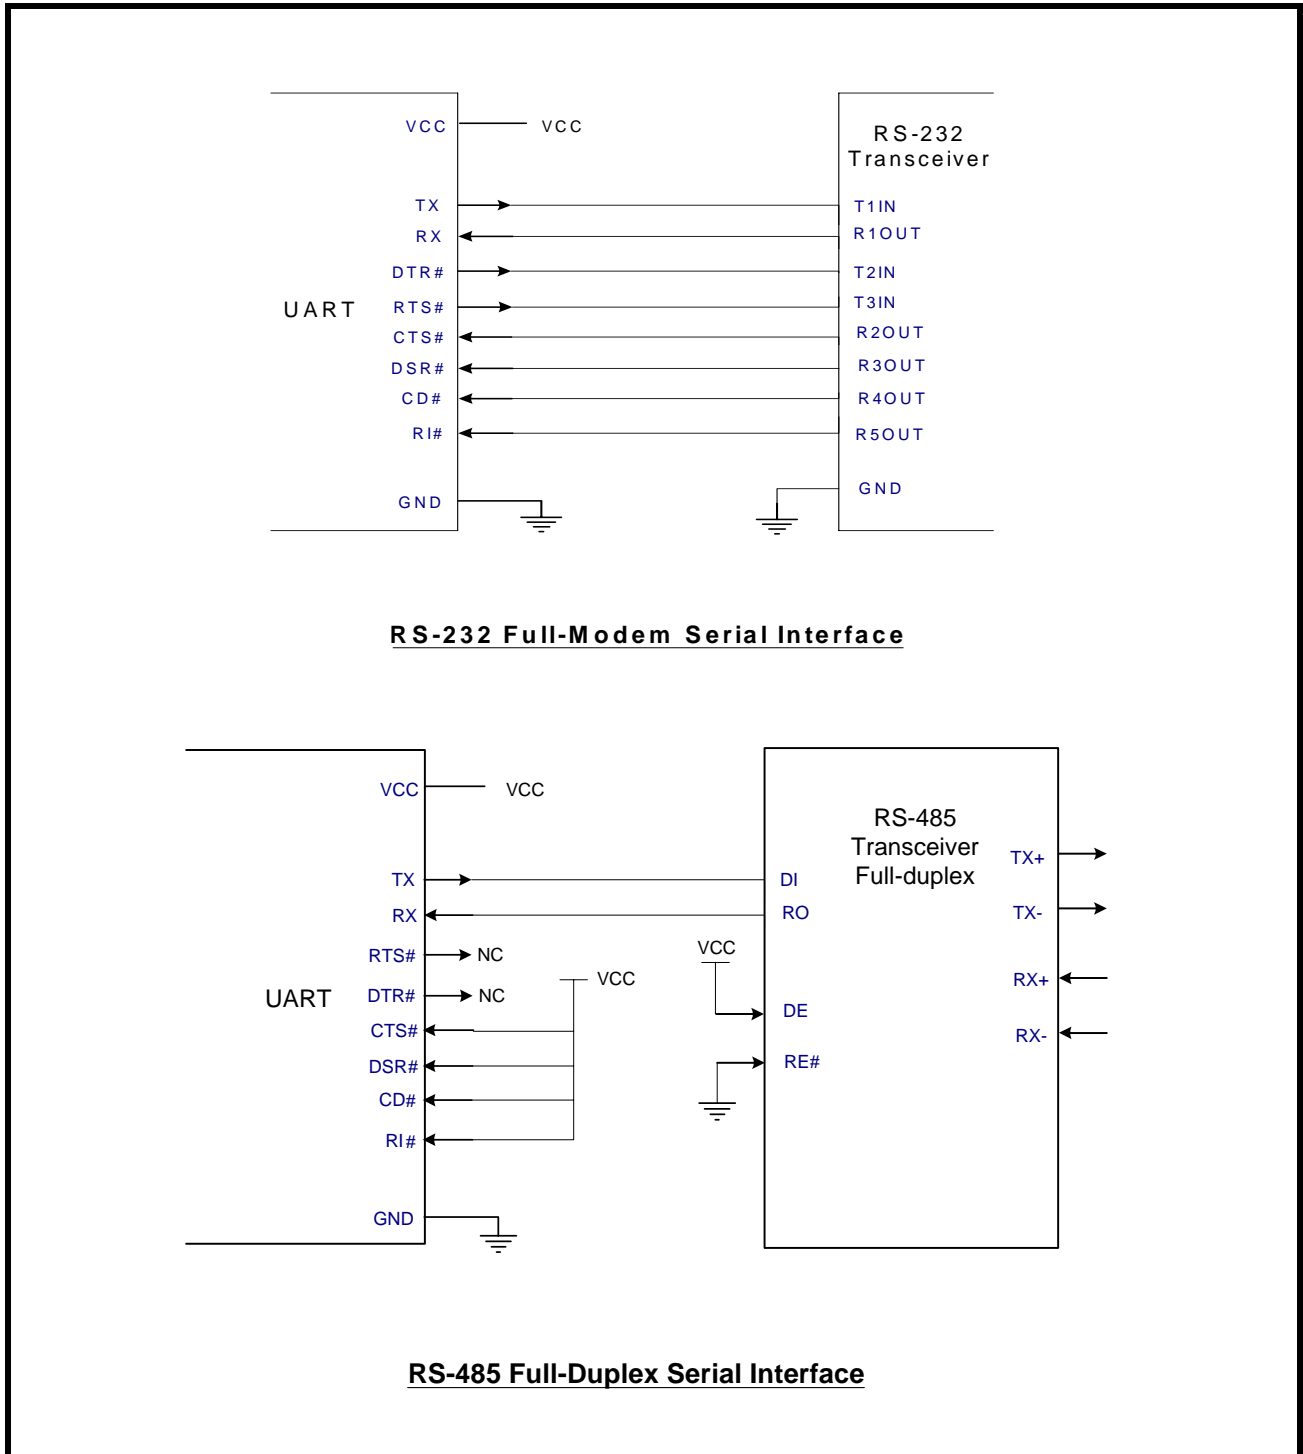 VCC VCC
RS-232
Transceiver
TX T1IN
RX R1OUT
DTR# T2IN
UART RTS# T3IN
CTS# R2OUT
DSR# R3OUT
CD# R4OUT
RI# R5OUT
GND GND
RS-232 Full-Modem Serial Interface
VCC VCC
RS-485
Transceiver
Full-duplex
TX+
TX DI
RX RO TX-
RTS# NC VCC
VCC RX+
UART DTR# NC
CTS# DE
RX-
DSR# RE#
CD#
RI#
GND
RS-485 Full-Duplex Serial Interface